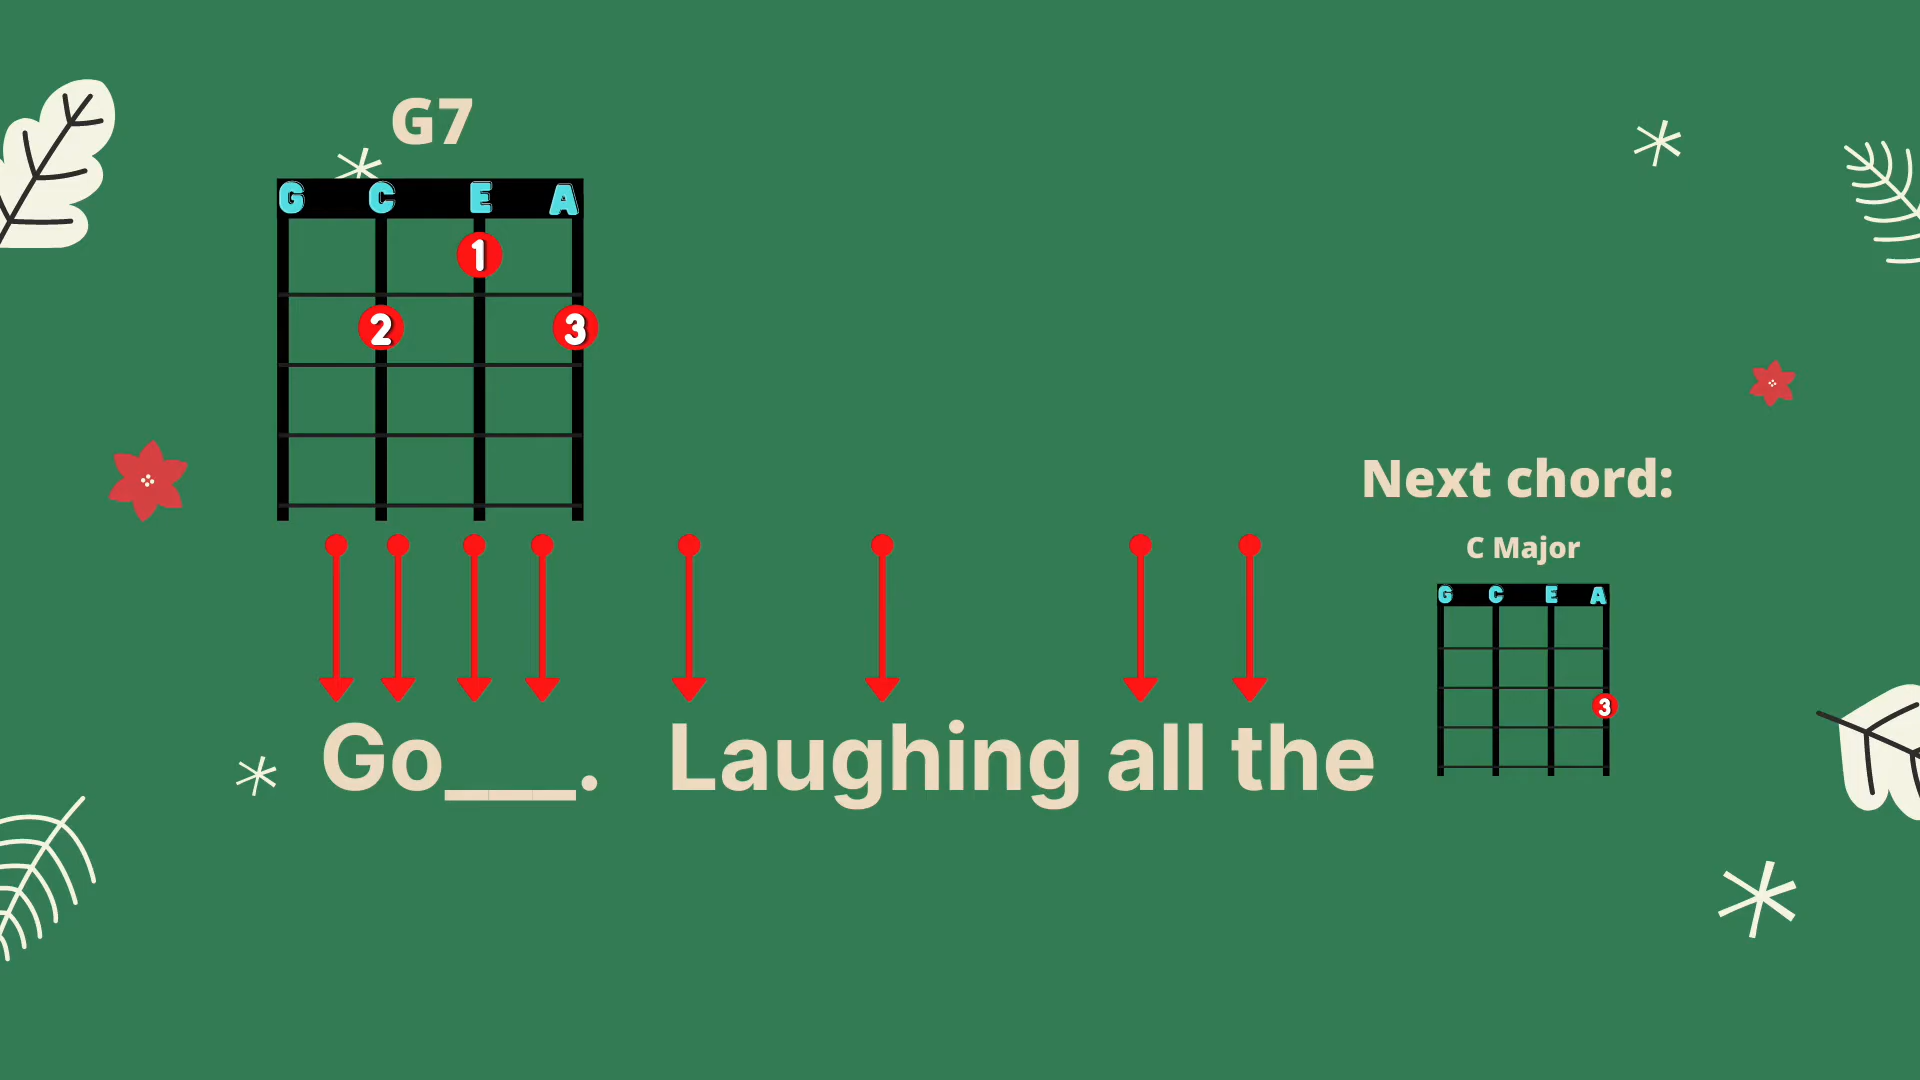 G7
G C E A
1
2 3
Next chord:
C Major
G C E A
3
Go___. Laughing all the